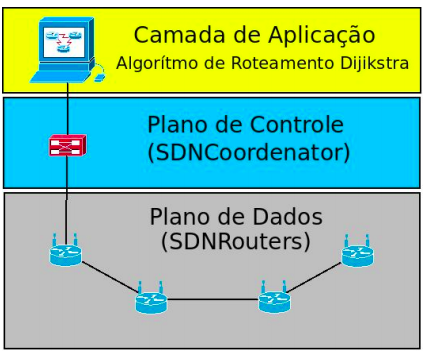 Camada de Aplicação
Algorítmo de Roteamento Dijikstra
Plano de Controle
(SDNCoordenator)
Plano de Dados
(SDNRouters)